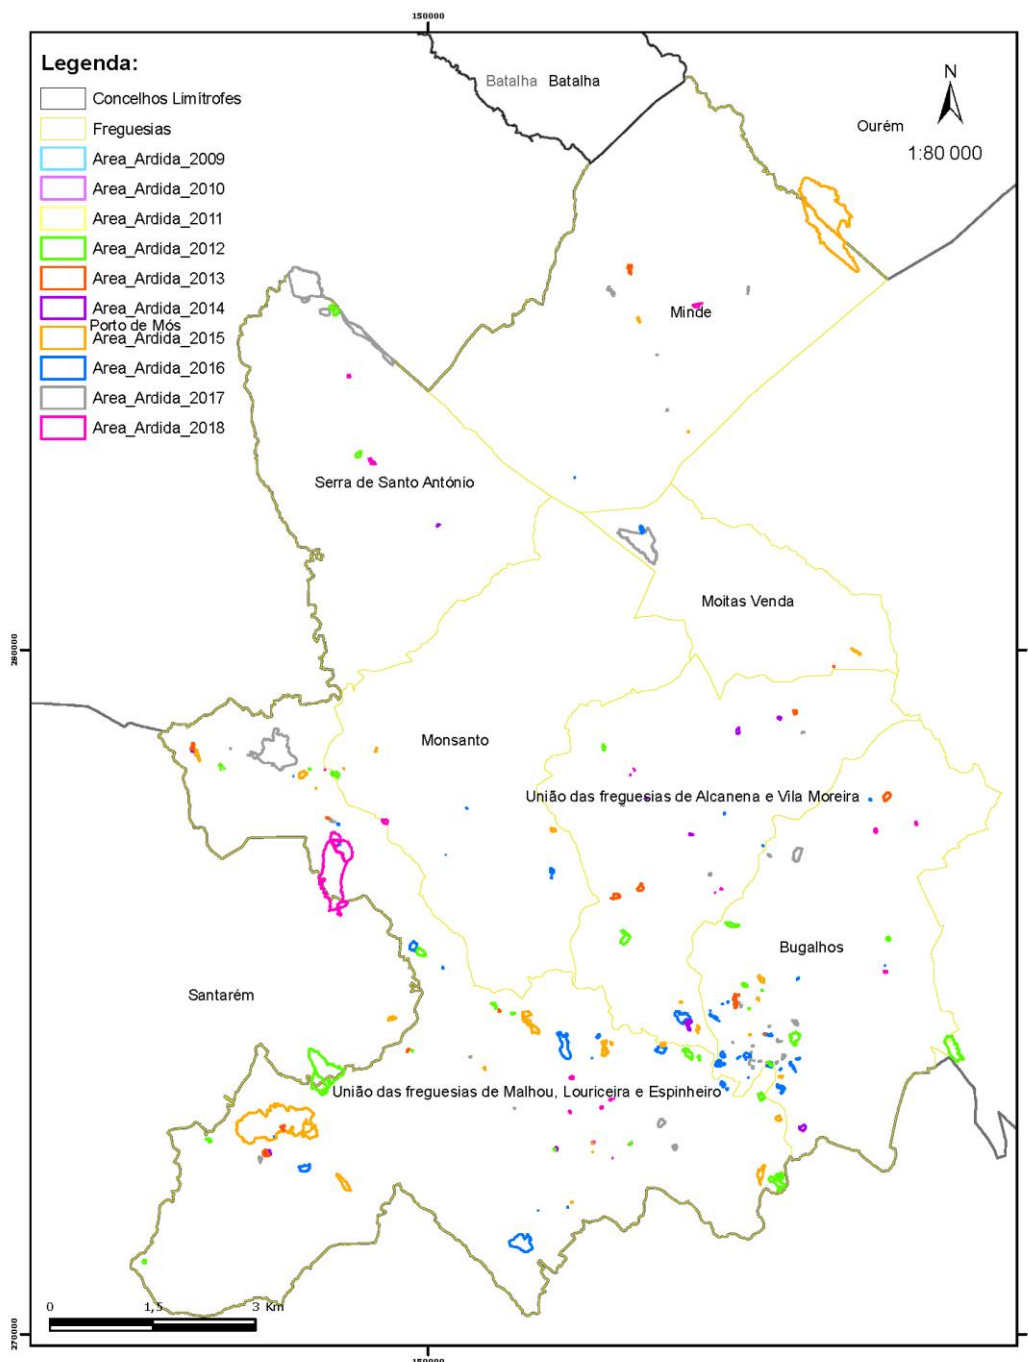 150000
Legenda:
Concelhos Limítrofes
Freguesias
Area_Ardida_2009
Area_Ardida_2010
Area_Ardida_2011
Area_Ardida_2012
Area_Ardida_2013
Area_Ardida_2014
Porto de Mós
Area_Ardida_2015
Area_Ardida_2016
Area_Ardida_2017
Area_Ardida_2018
Batalha Batalha
N
Ourém
1:80 000
Minde
Serra de Santo António
Moitas Venda
280000
Monsanto
União das freguesias de Alcanena e Vila Moreira
Bugalhos
Santarém
União das freguesias de Malhou, Louriceira e Espinheiro
0 1,5 3 Km
270000
150000